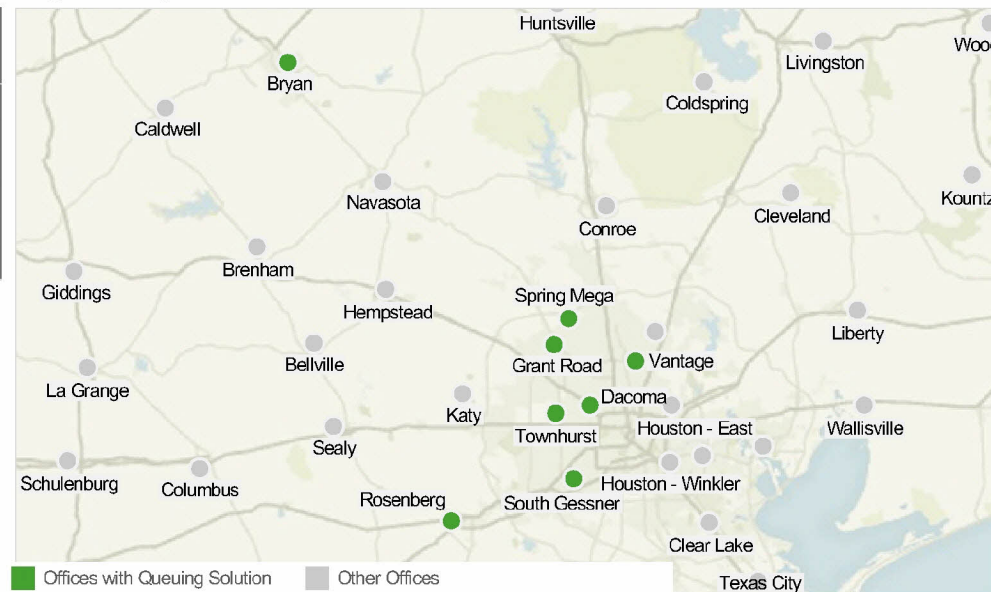 Huntsville
Livingston
Woo
Bryan
Coldspring
Caldwell
Navasota
Kountz
Cleveland
Conroe
Brenham
Giddings
Spring Mega
Hempstead
Liberty
Bellville
Grant Road
Vantage
La Grange
Dacoma
Katy
Houston - East
Wallisville
Townhurst
Sealy
Schulenburg
Columbus
Houston - Winkler
Rosenberg
South Gessner
Clear Lake
Offices with Queuing Solution
Other Offices
Texas City